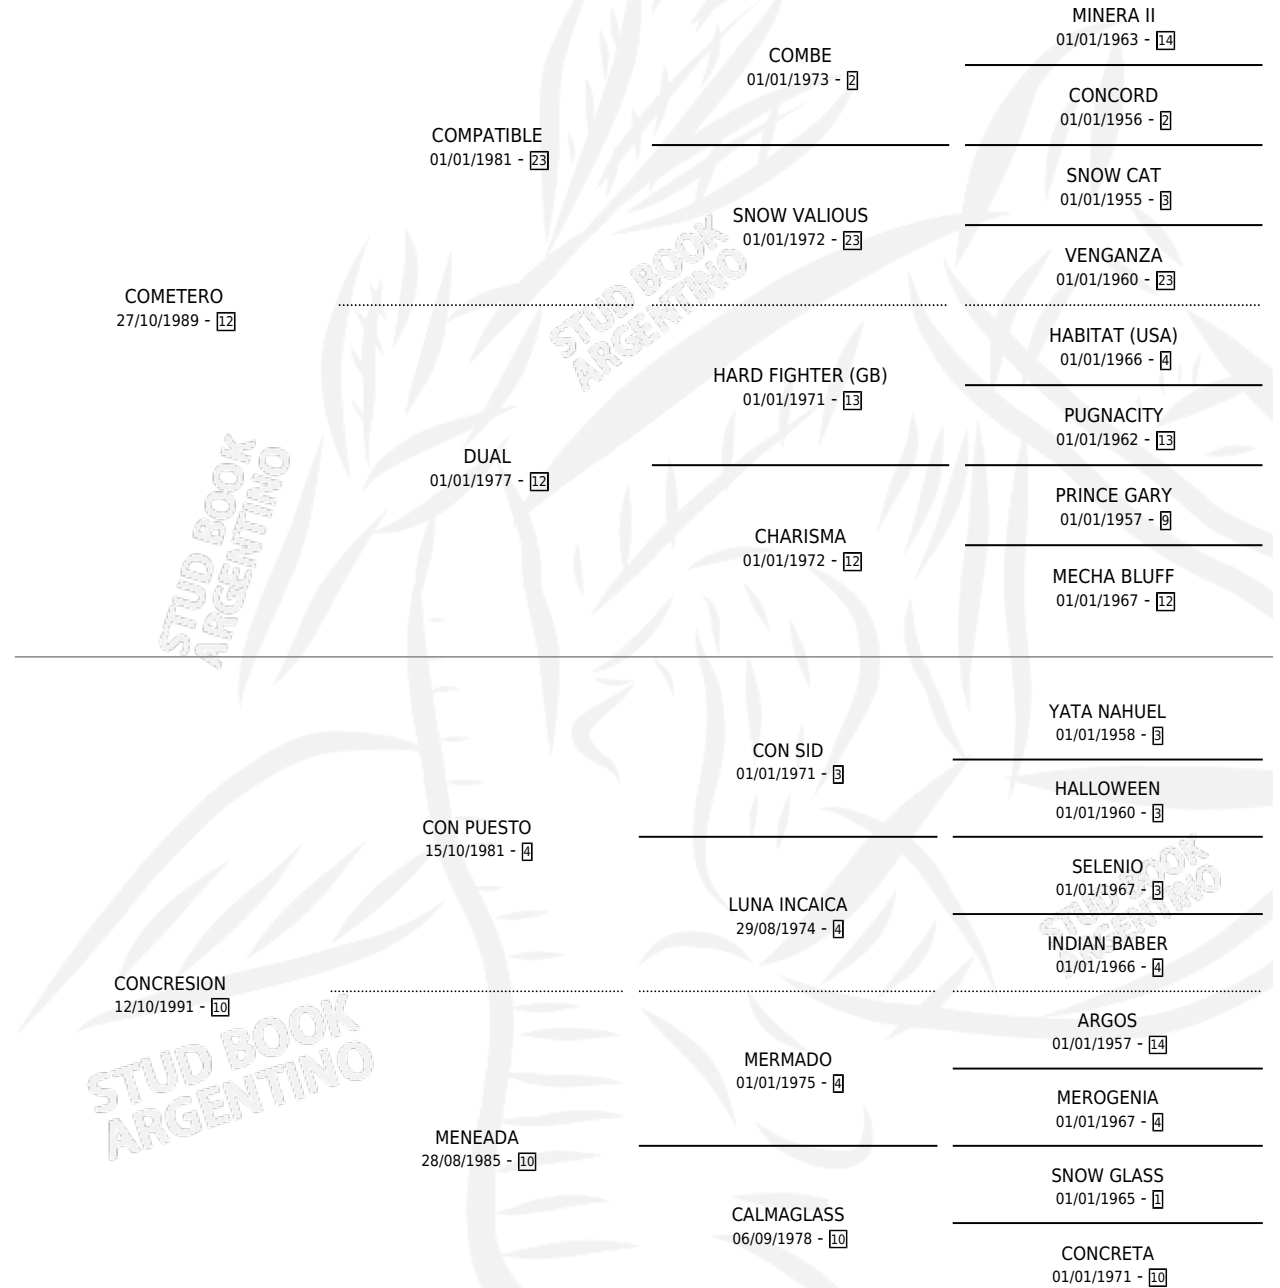 MINERA II
01/01/1963 - 14
COMBE
01/01/1973 - 2
CONCORD
01/01/1956 - 2
COMPATIBLE
01/01/1981 - 23
SNOW CAT
01/01/1955 - 3
SNOW VALIOUS
01/01/1972 - 23
VENGANZA
01/01/1960 - 23
COMETERO
27/10/1989 - 12
HABITAT (USA)
01/01/1966 - 4
HARD FIGHTER (GB)
01/01/1971 - 13
PUGNACITY
01/01/1962 - 13
DUAL
01/01/1977 - 12
PRINCE GARY
01/01/1957 - 9
CHARISMA
01/01/1972 - 12
MECHA BLUFF
01/01/1967 - 12
STUD BOOK
ARGENTINO
STUD BOOK
ARGENTINO
YATA NAHUEL
01/01/1958 - 3
CON SID
01/01/1971 - 3
HALLOWEEN
01/01/1960 - 3
CON PUESTO
15/10/1981 - 4
SELENIO
01/01/1967 - 3
LUNA INCAICA
29/08/1974 - 4
INDIAN BABER
01/01/1966 - 4
STUD BOOK
ARGENTINO
CONCRESION
12/10/1991 - 10
ARGOS
01/01/1957 - 14
MERMADO
01/01/1975 - 4
MEROGENIA
01/01/1967 - 4
MENEADA
28/08/1985 - 10
SNOW GLASS
01/01/1965 - 1
CALMAGLASS
06/09/1978 - 10
CONCRETA
01/01/1971 - 10
STUD BOOK
ARGENTINO